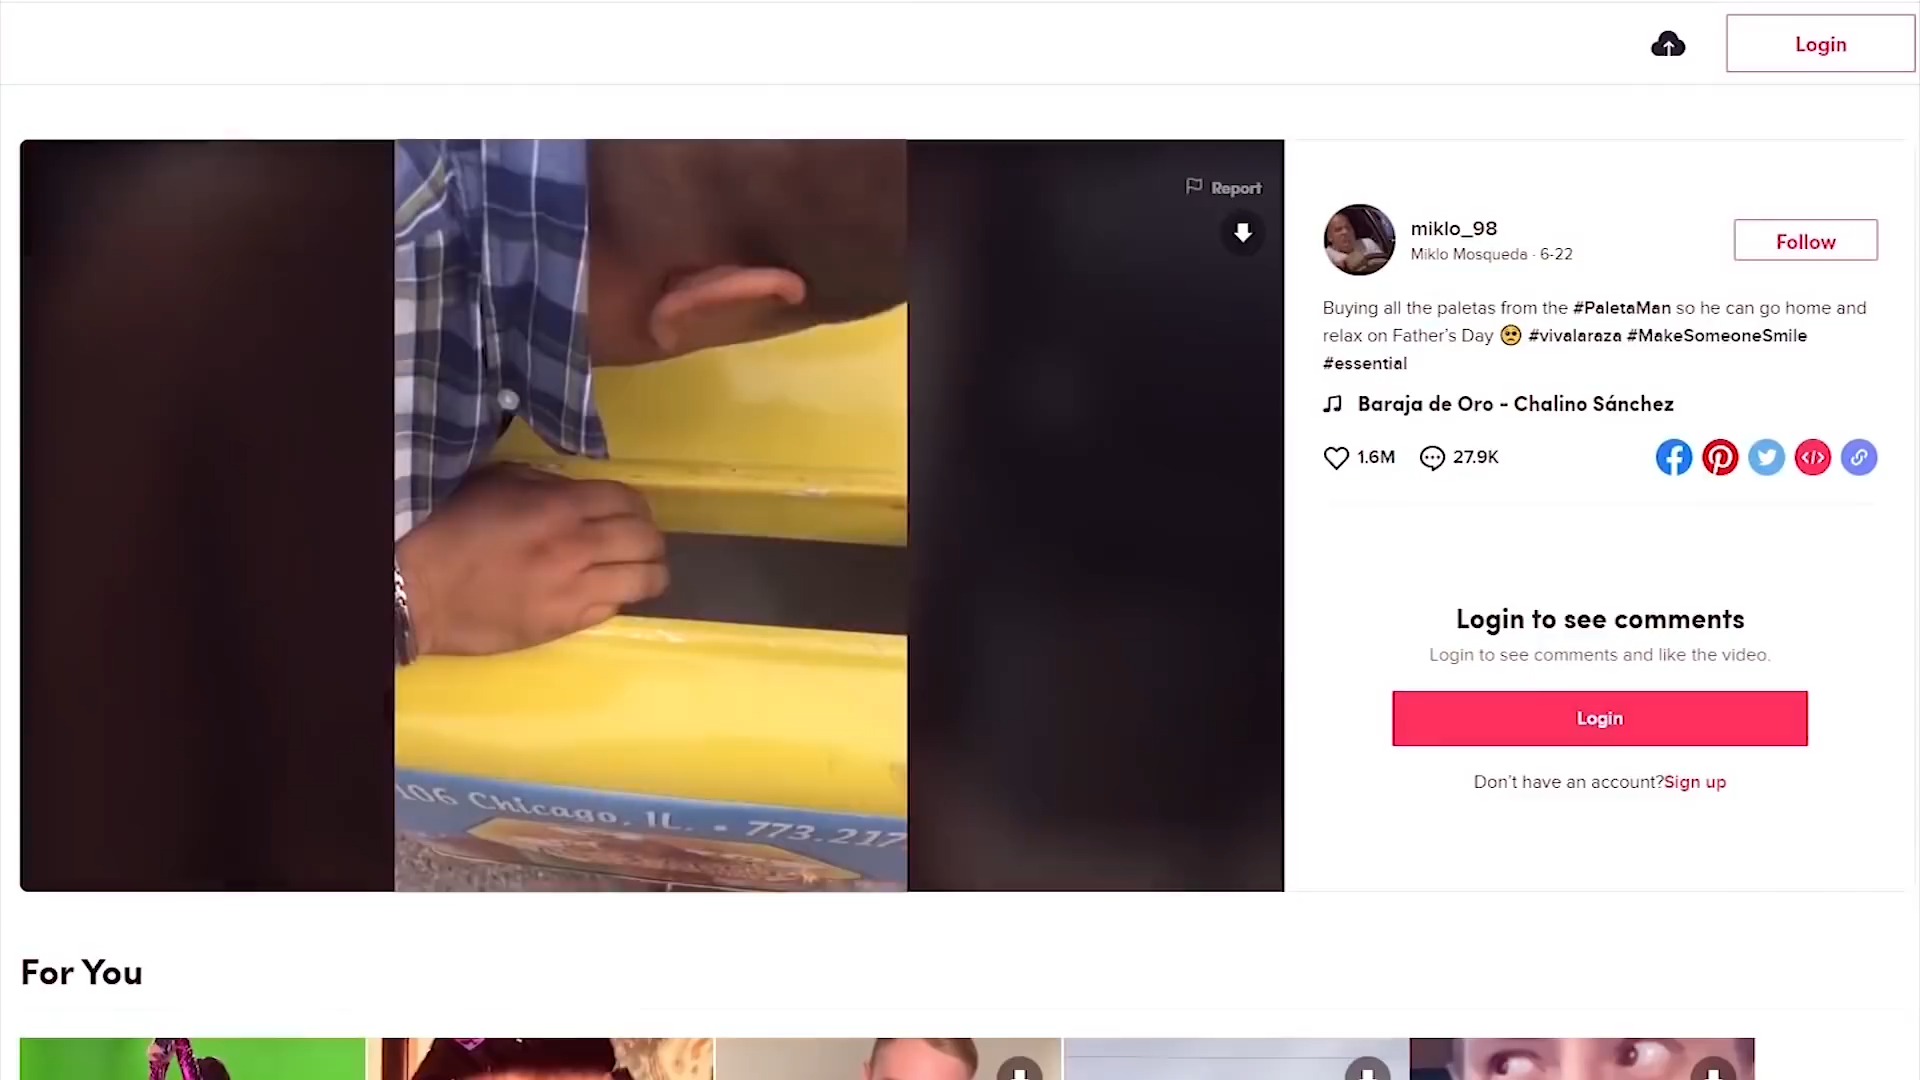 Login
Report
miklo_98
Follow
Miklo Mosqueda · 6-22
Buying all the paletas from the #PaletaMan so he can go home and
relax on Father's Day 🥺 #vivalaraza #MakeSomeoneSmile
#essential
Baraja de Oro - Chalino Sánchez
1.6M 27.9K
Login to see comments
Login to see comments and like the video.
Login
Don't have an account?Sign up
106 Chicago, IL. • 773.217
For You